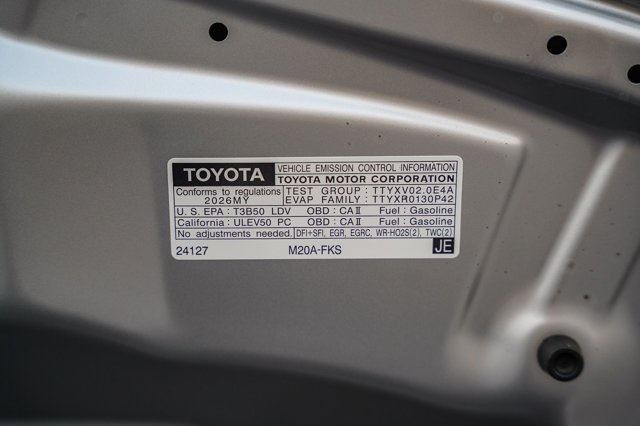 TOYOTA VEHICLE EMISSION CONTROL INFORMATION
TOYOTA MOTOR CORPORATION
Conforms to regulations TEST GROUP : TTYXV02.0E4A
2026MY EVAP FAMILY : TTYXR0130P42
U.S. EPA : T3B50 LDV OBD : CAⅡ Fuel : Gasoline
California : ULEV50 PC OBD : CAⅡ Fuel : Gasoline
No adjustments needed. DFI+SFI, EGR, EGRC, WR-HO2S(2), TWC(2)
24127 M20A-FKS JE